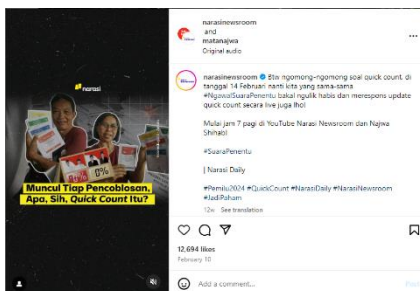 narasi
Muncul Tiap Pencoblosan,
Apa, Sih, Quick Count Itu?
narasinewsroom
and
matanajwa
Original audio
narasinewsroom Btw ngomong-ngomong soal quick count, di
tanggal 14 Februari nanti kita yang sama-sama
#NgawalSuaraPenentu bakal ngulik habis dan merespons update
quick count secara live juga lho!
Mulai jam 7 pagi di YouTube Narasi Newsroom dan Najwa
Shihab!
#SuaraPenentu
| Narasi Daily
#Pemilu2024 #QuickCount #NarasiDaily #NarasiNewsroom
#JadiPaham
12w See translation
12,694 likes
February 10
Add a comment...